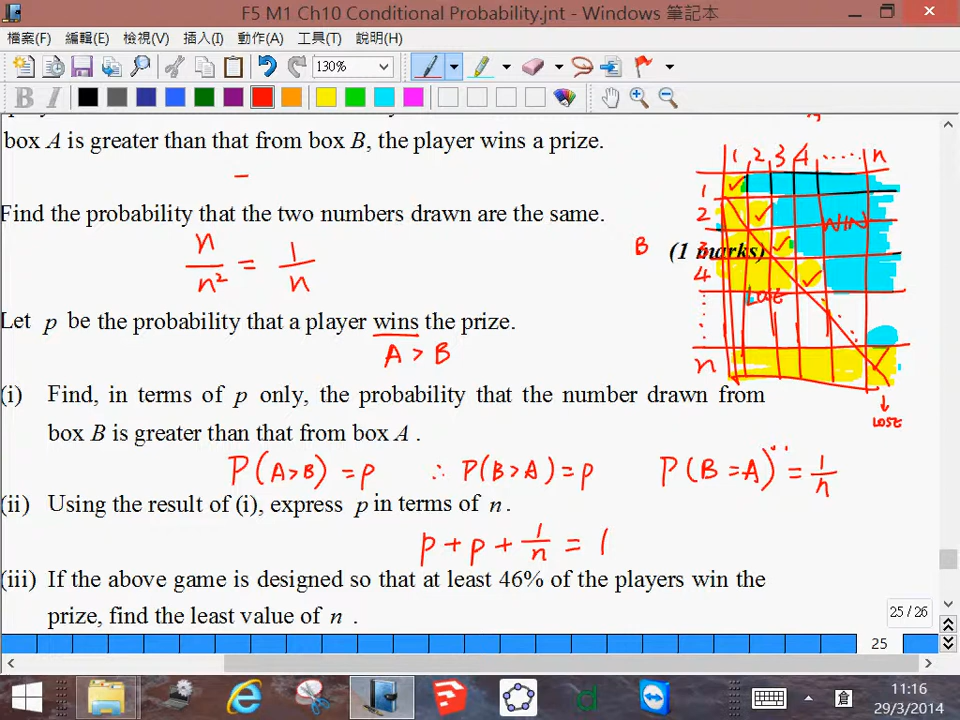 F5 M1 Ch10 Conditional Probability.jnt - Windows 筆記本
檔案(F) 編輯(E) 檢視(V) 插入(I) 動作(A) 工具(T) 說明(H)
130%
B I
box A is greater than that from box B, the player wins a prize.
Find the probability that the two numbers drawn are the same.
n/n² = 1/n
(1 marks)
1 2 3 4 ..... n
1
2
3
4
n
B
WIN
LOSE
LOSE
Let p be the probability that a player wins the prize.
A > B
(i) Find, in terms of p only, the probability that the number drawn from
box B is greater than that from box A .
P(A>B) = p ∴ P(B>A) = p P(B=A) = 1/n
(ii) Using the result of (i), express p in terms of n.
p + p + 1/n = 1
(iii) If the above game is designed so that at least 46% of the players win the
prize, find the least value of n .
25 / 26
25
倉
11:16
29/3/2014